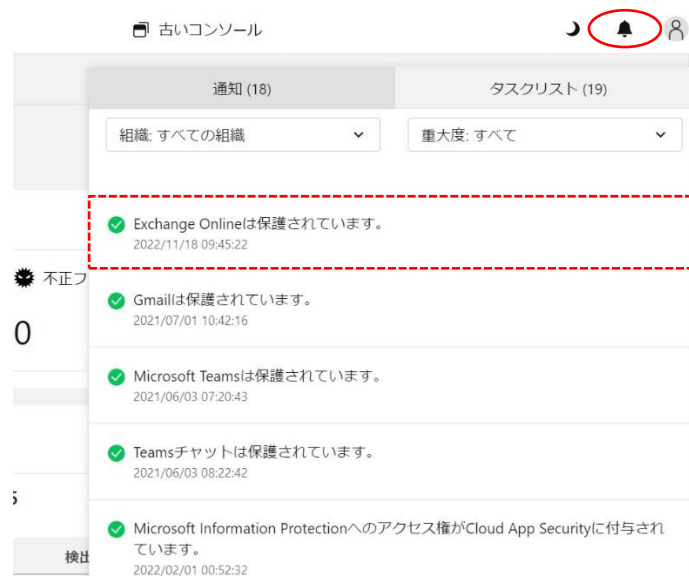 古いコンソール
通知 (18)
タスクリスト (19)
組織: すべての組織
重大度: すべて
Exchange Onlineは保護されています。
2022/11/18 09:45:22
不正フ
Gmailは保護されています。
2021/07/01 10:42:16
0
Microsoft Teamsは保護されています。
2021/06/03 07:20:43
Teamsチャットは保護されています。
2021/06/03 08:22:42
Microsoft Information Protectionへのアクセス権がCloud App Securityに付与され
ています。
検出
2022/02/01 00:52:32